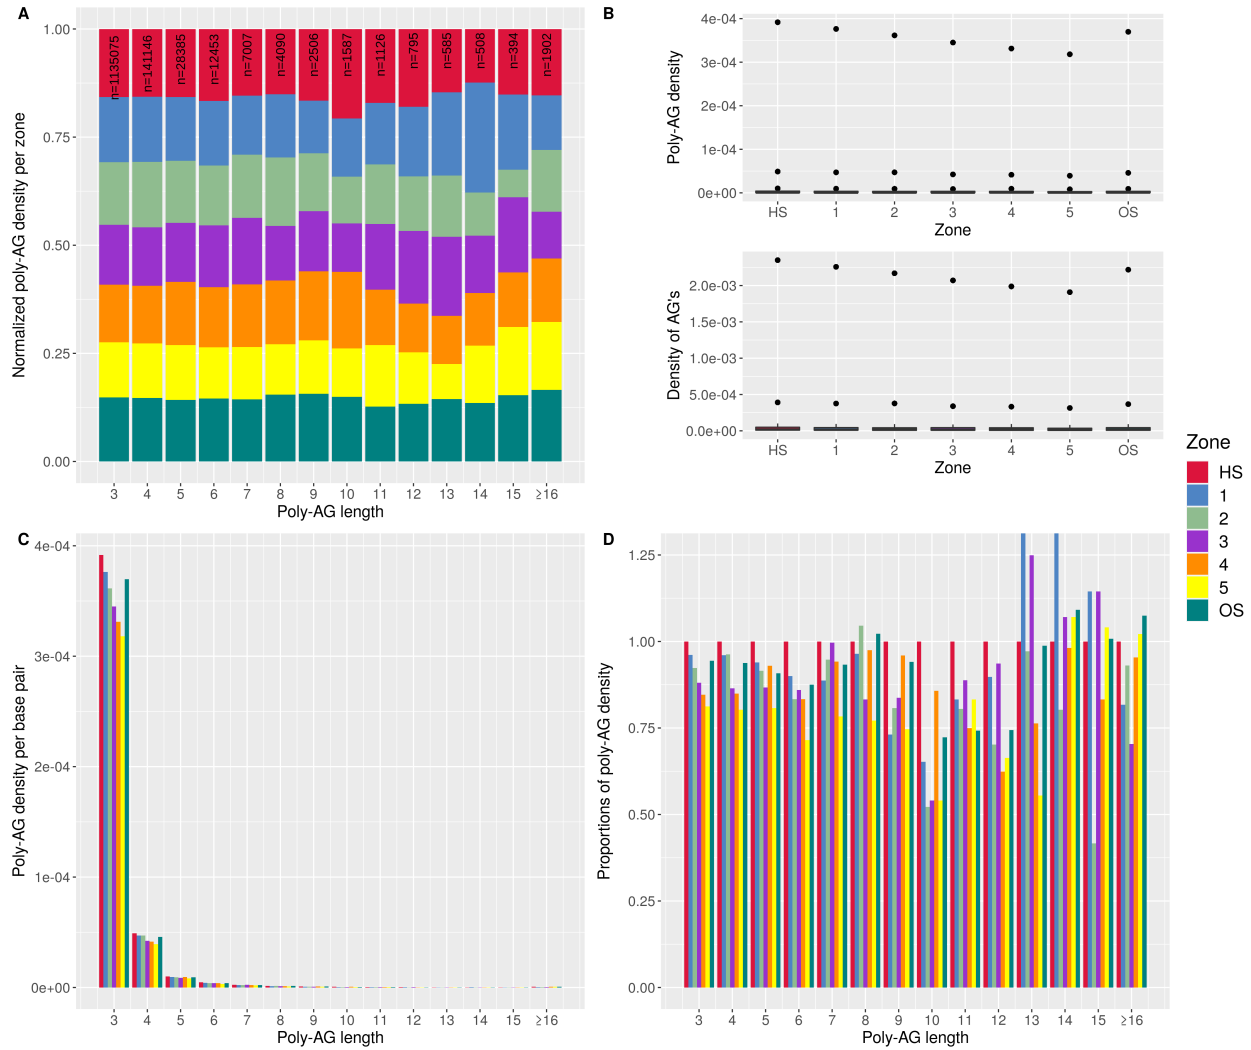 A
Normalized poly-AG density per zone
1.00
0.75
0.50
0.25
0.00
n=1135075
n=141146
n=28385
n=12453
n=7007
n=4090
n=2506
n=1587
n=1126
n=795
n=585
n=508
n=394
n=1902
3 4 5 6 7 8 9 10 11 12 13 14 15 ≥16
Poly-AG length
B
Poly-AG density
4e-04
3e-04
2e-04
1e-04
0e+00
HS 1 2 3 4 5 OS
Zone
Density of AG's
2.0e-03
1.5e-03
1.0e-03
5.0e-04
0.0e+00
HS 1 2 3 4 5 OS
Zone
C
Poly-AG density per base pair
4e-04
3e-04
2e-04
1e-04
0e+00
3 4 5 6 7 8 9 10 11 12 13 14 15 ≥16
Poly-AG length
D
Proportions of poly-AG density
1.25
1.00
0.75
0.50
0.25
0.00
3 4 5 6 7 8 9 10 11 12 13 14 15 ≥16
Poly-AG length
Zone
HS
1
2
3
4
5
OS